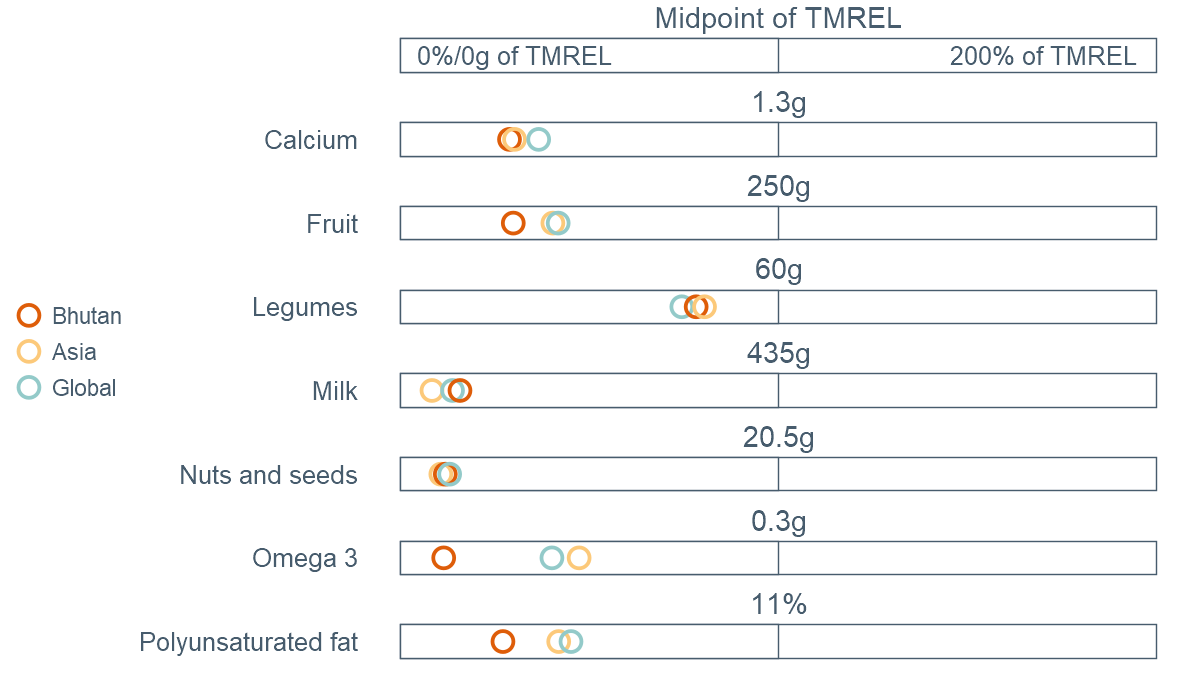 Midpoint of TMREL
0%/0g of TMREL 200% of TMREL
1.3g
Calcium
250g
Fruit
60g
Legumes
435g
Milk
20.5g
Nuts and seeds
0.3g
Omega 3
11%
Polyunsaturated fat
Bhutan
Asia
Global